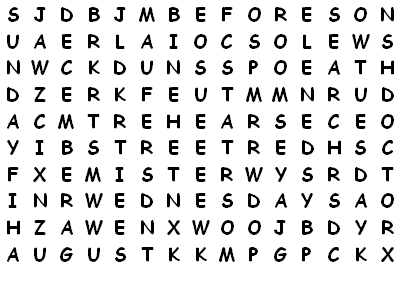 S J D B J M B E F O R E S O N
U A E R L A I O C S O L E W S
N W C K D U N S S P O E A T H
D Z E R K F E U T M M N R U D
A C M T R E H E A R S E C E O
Y I B S T R E E T R E D H S C
F X E M I S T E R W Y S R D T
I N R W E D N E S D A Y S A O
H Z A W E N X W O O J B D Y R
A U G U S T K K M P G P C K X